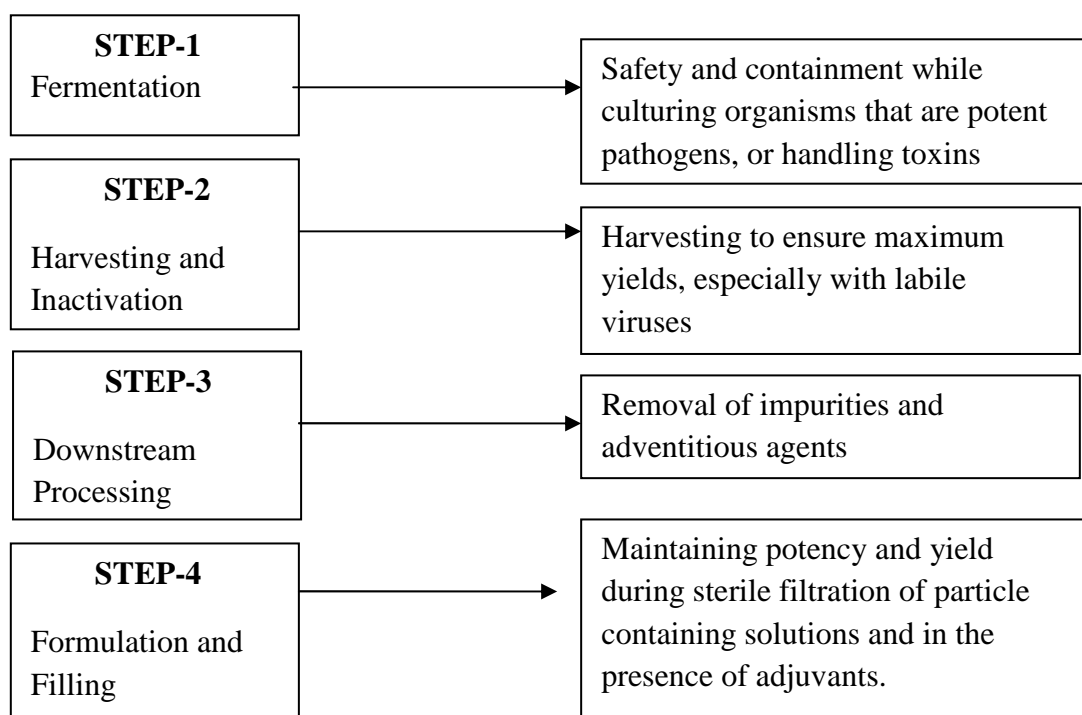 STEP-1
Fermentation
Safety and containment while
culturing organisms that are potent
pathogens, or handling toxins
STEP-2
Harvesting and
Inactivation
Harvesting to ensure maximum
yields, especially with labile
viruses
STEP-3
Downstream
Processing
Removal of impurities and
adventitious agents
STEP-4
Formulation and
Filling
Maintaining potency and yield
during sterile filtration of particle
containing solutions and in the
presence of adjuvants.